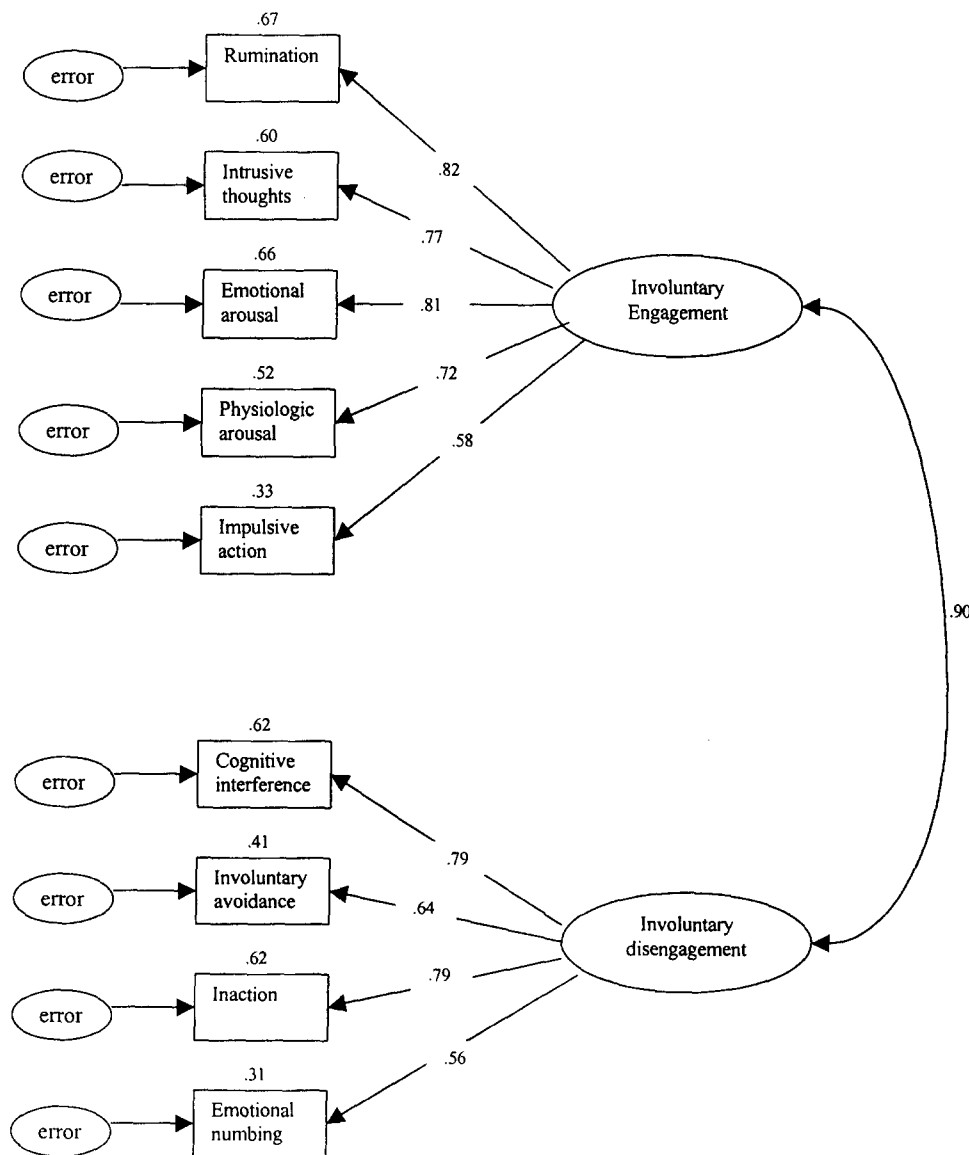 .67
error
Rumination
.82
.60
error
Intrusive
thoughts
.77
.66
error
Emotional
arousal
.81
Involuntary
Engagement
.52
error
Physiologic
arousal
.72
.58
.33
error
Impulsive
action
.90
.62
error
Cognitive
interference
.79
.41
error
Involuntary
avoidance
.64
Involuntary
disengagement
.62
error
Inaction
.79
.56
.31
error
Emotional
numbing